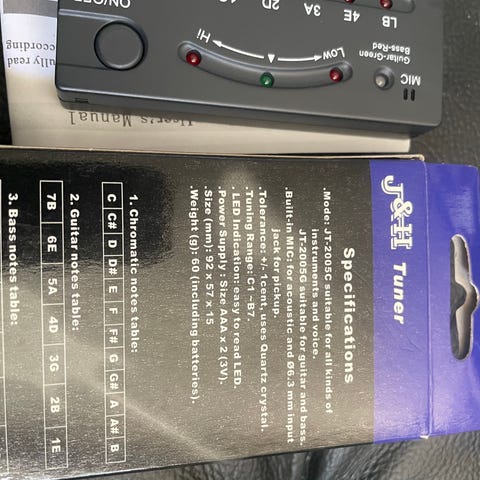 J&H Tuner
Specifications
.Mode: JT-2005C suitable for all kinds of
instruments and voice.
JT-2005G suitable for guitar and bass.
.Built-in MIC: for acoustic and Ø6.3 mm input
jack for pickup.
.Tolerance: +/-1cent, uses Quartz crystal.
.Tuning Range: C1 ~B7.
.LED indication: easy to read LED.
.Power Supply : Size AAA x 2 (3V).
.Size (mm): 92 x 57 x 15
.Weight (g): 60 (including batteries).
1. Chromatic notes table:
C C# D D# E F F# G G# A A# B
2. Guitar notes table:
7B 6E 5A 4D 3G 2B 1E
3. Bass notes table:
ON/OFF
2D 3A 4E LB
Hi Low
Guitar-Green
Bass-Red
MIC
User's Manual
fully read
according